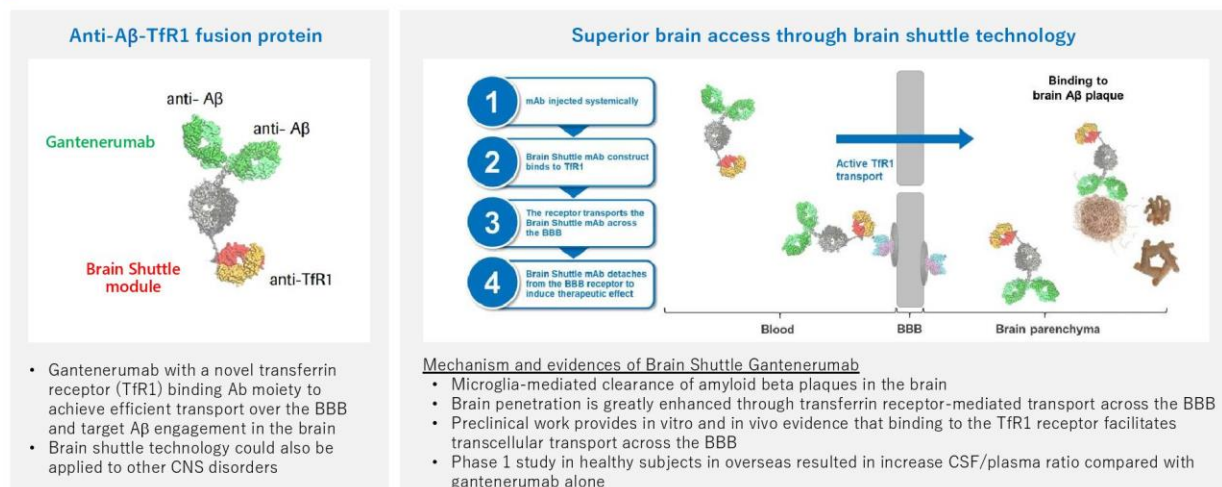 Anti-Aβ-TfR1 fusion protein
anti- Aβ
anti- Aβ
Gantenerumab
Brain Shuttle
module
anti-TfR1
• Gantenerumab with a novel transferrin
receptor (TfR1) binding Ab moiety to
achieve efficient transport over the BBB
and target Aβ engagement in the brain
• Brain shuttle technology could also be
applied to other CNS disorders
Superior brain access through brain shuttle technology
1
mAb injected systemically
2
Brain Shuttle mAb construct
binds to TfR1
3
The receptor transports the
Brain Shuttle mAb across
the BBB
4
Brain Shuttle mAb detaches
from the BBB receptor to
induce therapeutic effect
Active TfR1
transport
Binding to
brain Aβ plaque
Blood
BBB
Brain parenchyma
Mechanism and evidences of Brain Shuttle Gantenerumab
• Microglia-mediated clearance of amyloid beta plaques in the brain
• Brain penetration is greatly enhanced through transferrin receptor-mediated transport across the BBB
• Preclinical work provides in vitro and in vivo evidence that binding to the TfR1 receptor facilitates
transcellular transport across the BBB
• Phase 1 study in healthy subjects in overseas resulted in increase CSF/plasma ratio compared with
gantenerumab alone